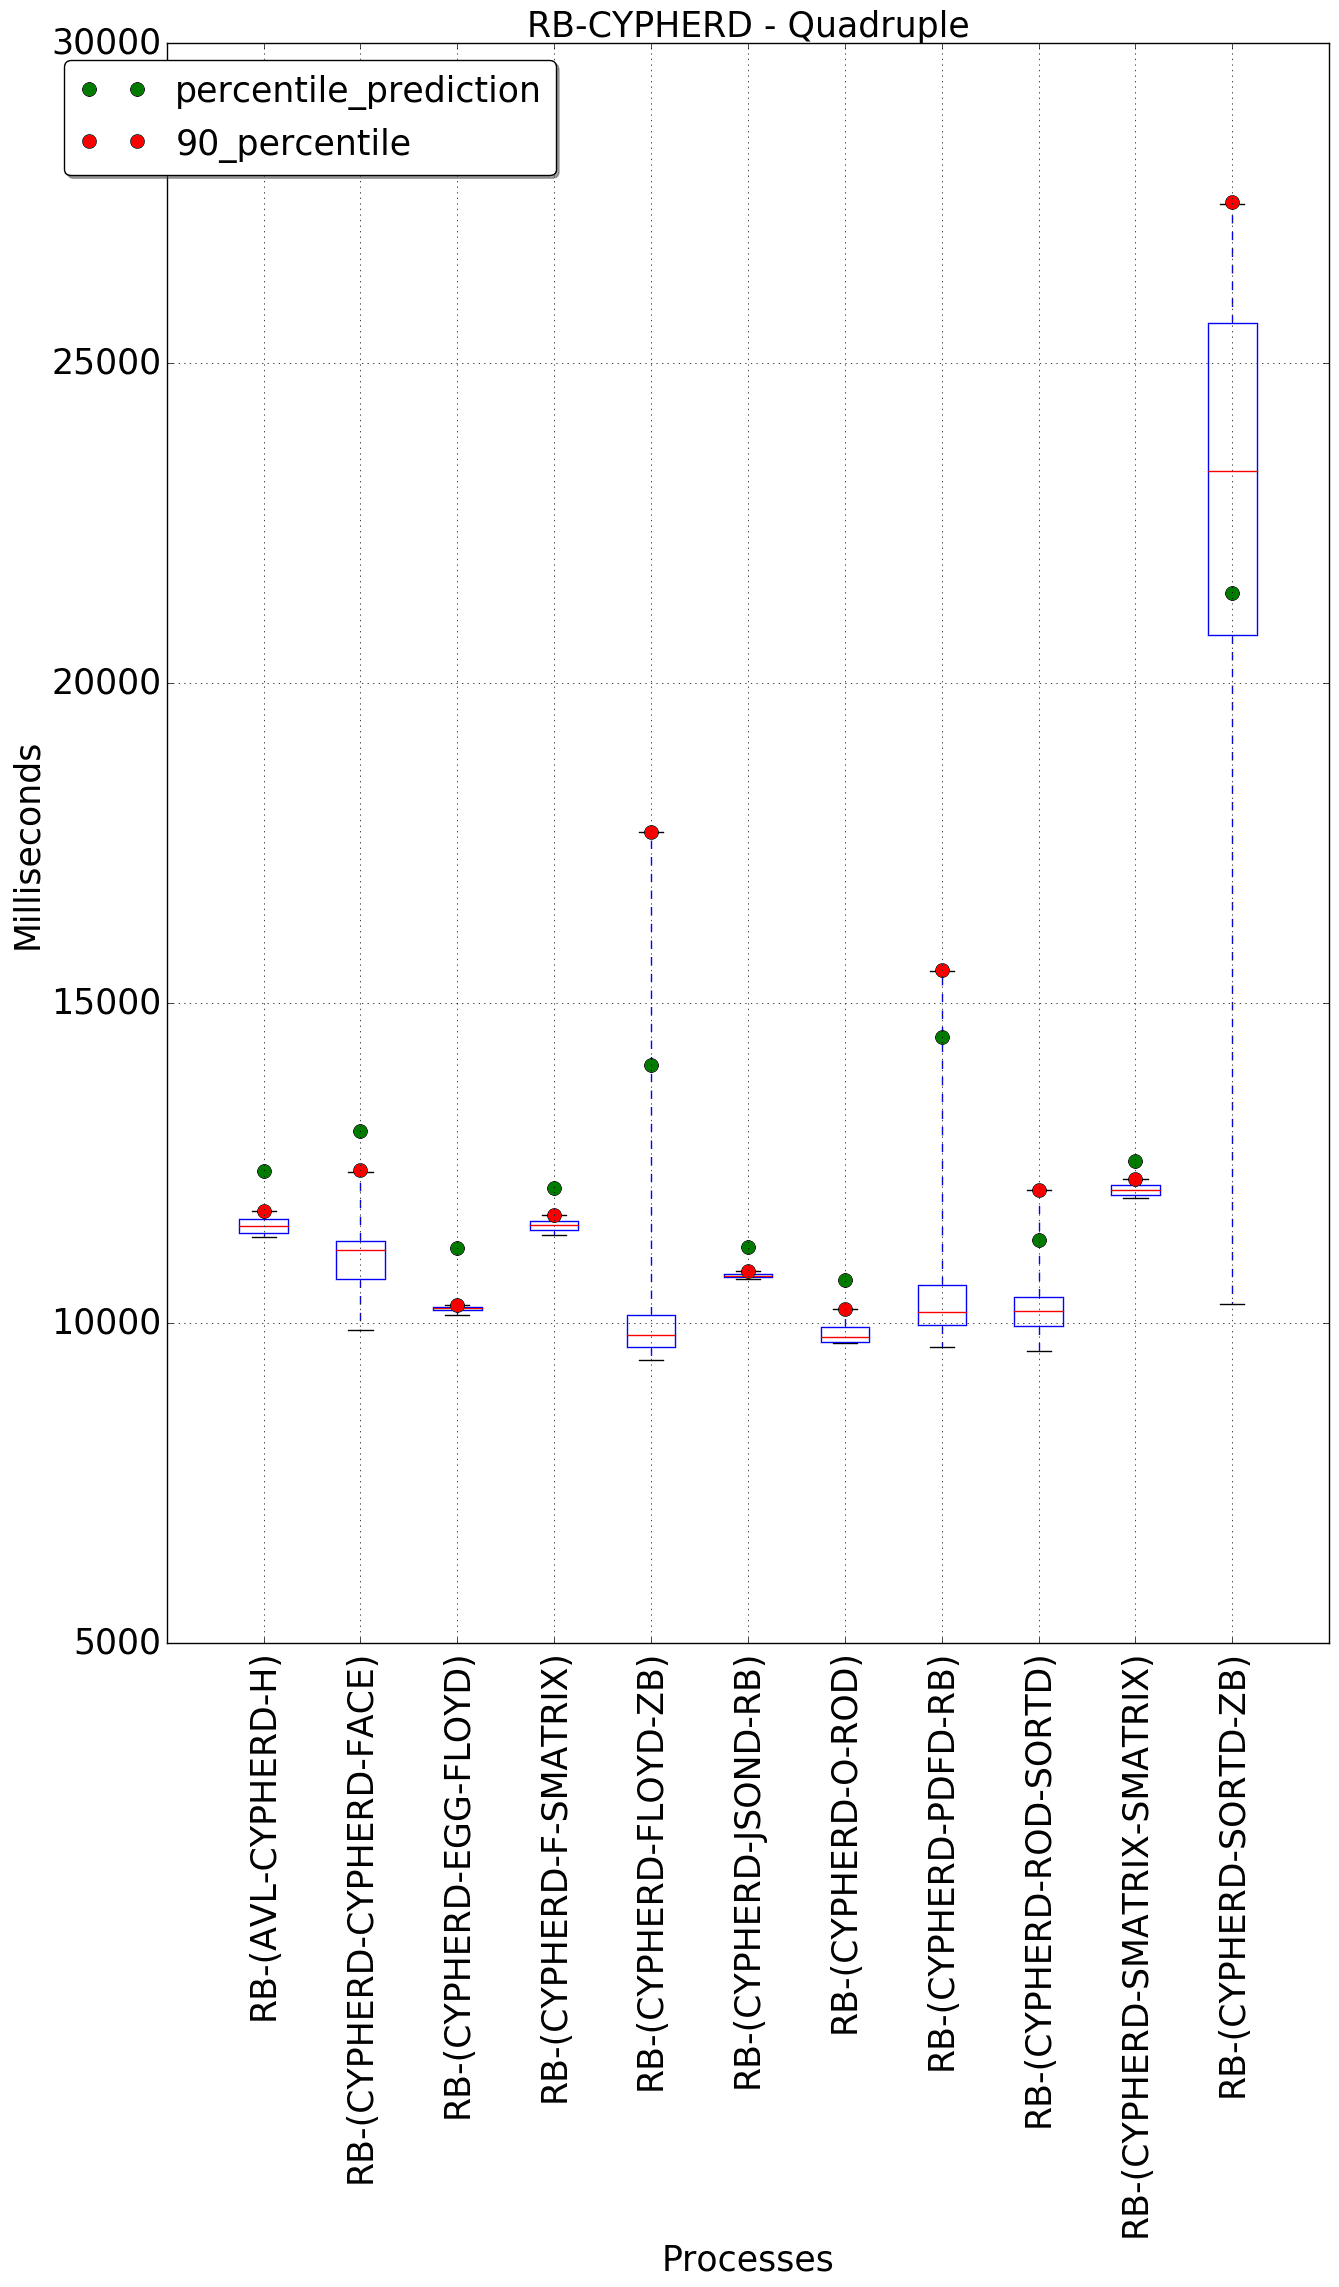 RB-CYPHERD - Quadruple
percentile_prediction
90_percentile
30000
25000
20000
15000
10000
5000
Milliseconds
RB-(AVL-CYPHERD-H)
RB-(CYPHERD-CYPHERD-FACE)
RB-(CYPHERD-EGG-FLOYD)
RB-(CYPHERD-F-SMATRIX)
RB-(CYPHERD-FLOYD-ZB)
RB-(CYPHERD-JSOND-RB)
RB-(CYPHERD-O-ROD)
RB-(CYPHERD-PDFD-RB)
RB-(CYPHERD-ROD-SORTD)
RB-(CYPHERD-SMATRIX-SMATRIX)
RB-(CYPHERD-SORTD-ZB)
Processes